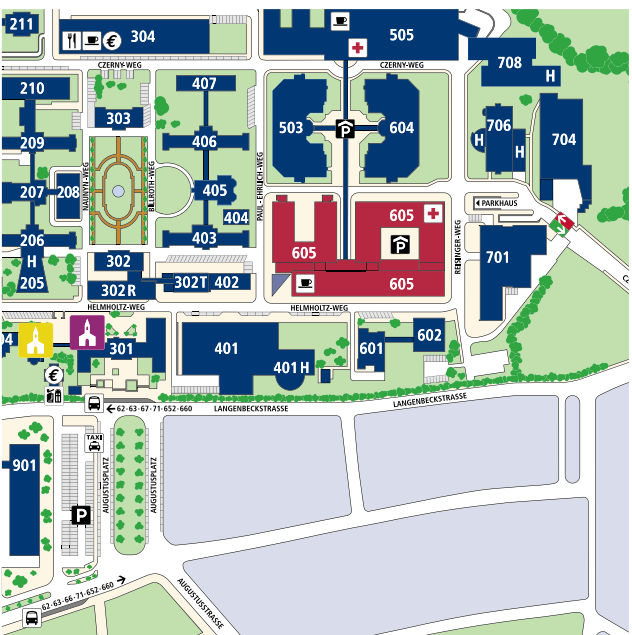 211
304
€
505
CZERNY-WEG
CZERNY-WEG
708
H
210
407
303
503
P
604
706
H
H
704
209
406
NAUNYN-WEG
BILLROTH-WEG
PAUL-EHRLICH-WEG
207
208
405
404
PARKHAUS
206
403
605
605
P
REISINGER-WEG
H
205
302
302R
302T
402
605
701
HELMHOLTZ-WEG
HELMHOLTZ-WEG
04
301
401
401H
601
602
€
62-63-67-71-652-660
LANGENBECKSTRASSE
LANGENBECKSTRASSE
TAXI
901
AUGUSTUSPLATZ
AUGUSTUSPLATZ
P
62-63-66-71-652-660
AUGUSTUSSTRASSE